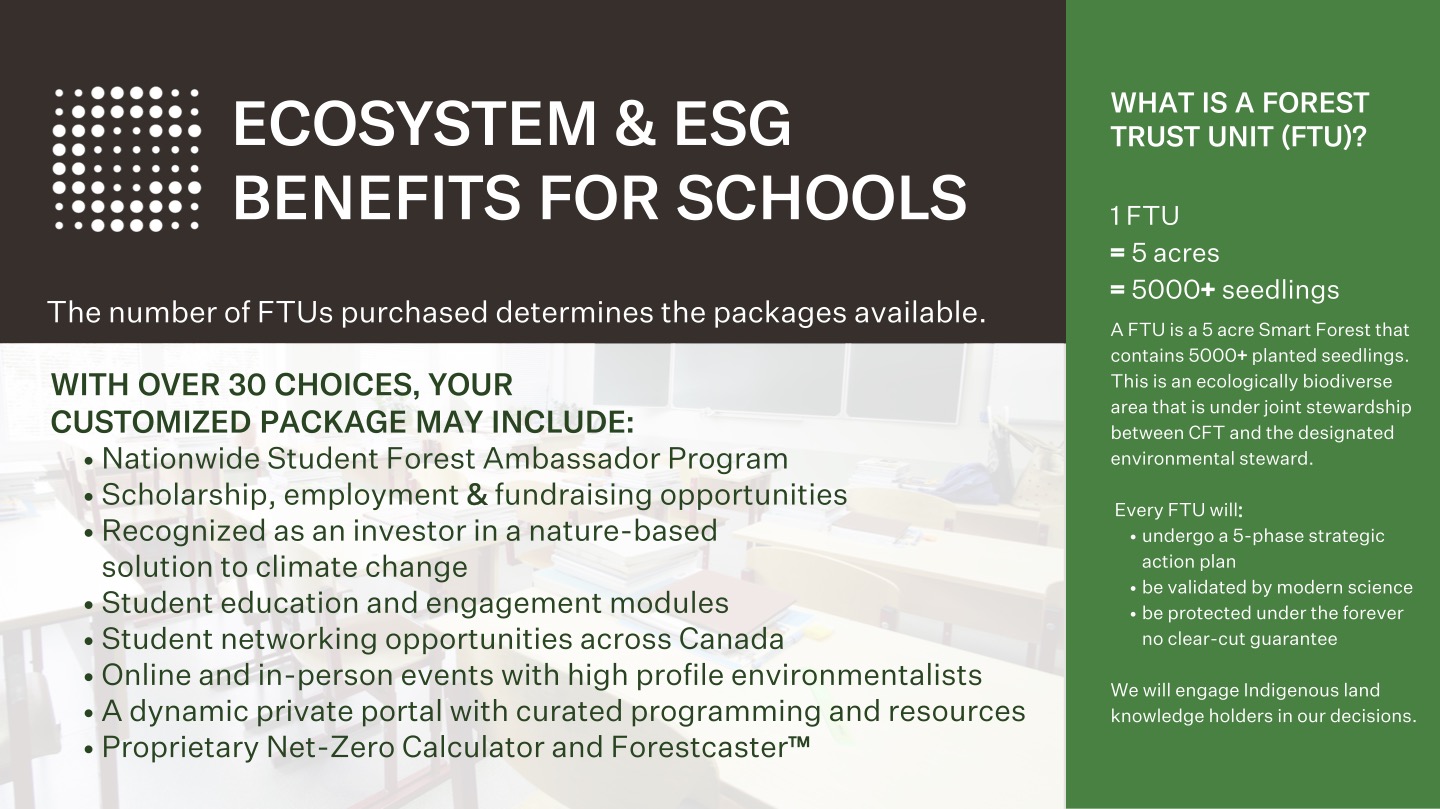 ECOSYSTEM & ESG
BENEFITS FOR SCHOOLS
The number of FTUs purchased determines the packages available.
WITH OVER 30 CHOICES, YOUR
CUSTOMIZED PACKAGE MAY INCLUDE:
• Nationwide Student Forest Ambassador Program
• Scholarship, employment & fundraising opportunities
• Recognized as an investor in a nature-based
solution to climate change
• Student education and engagement modules
• Student networking opportunities across Canada
• Online and in-person events with high profile environmentalists
• A dynamic private portal with curated programming and resources
• Proprietary Net-Zero Calculator and Forestcaster™
WHAT IS A FOREST
TRUST UNIT (FTU)?
1 FTU
= 5 acres
= 5000+ seedlings
A FTU is a 5 acre Smart Forest that
contains 5000+ planted seedlings.
This is an ecologically biodiverse
area that is under joint stewardship
between CFT and the designated
environmental steward.
Every FTU will:
• undergo a 5-phase strategic
action plan
• be validated by modern science
• be protected under the forever
no clear-cut guarantee
We will engage Indigenous land
knowledge holders in our decisions.